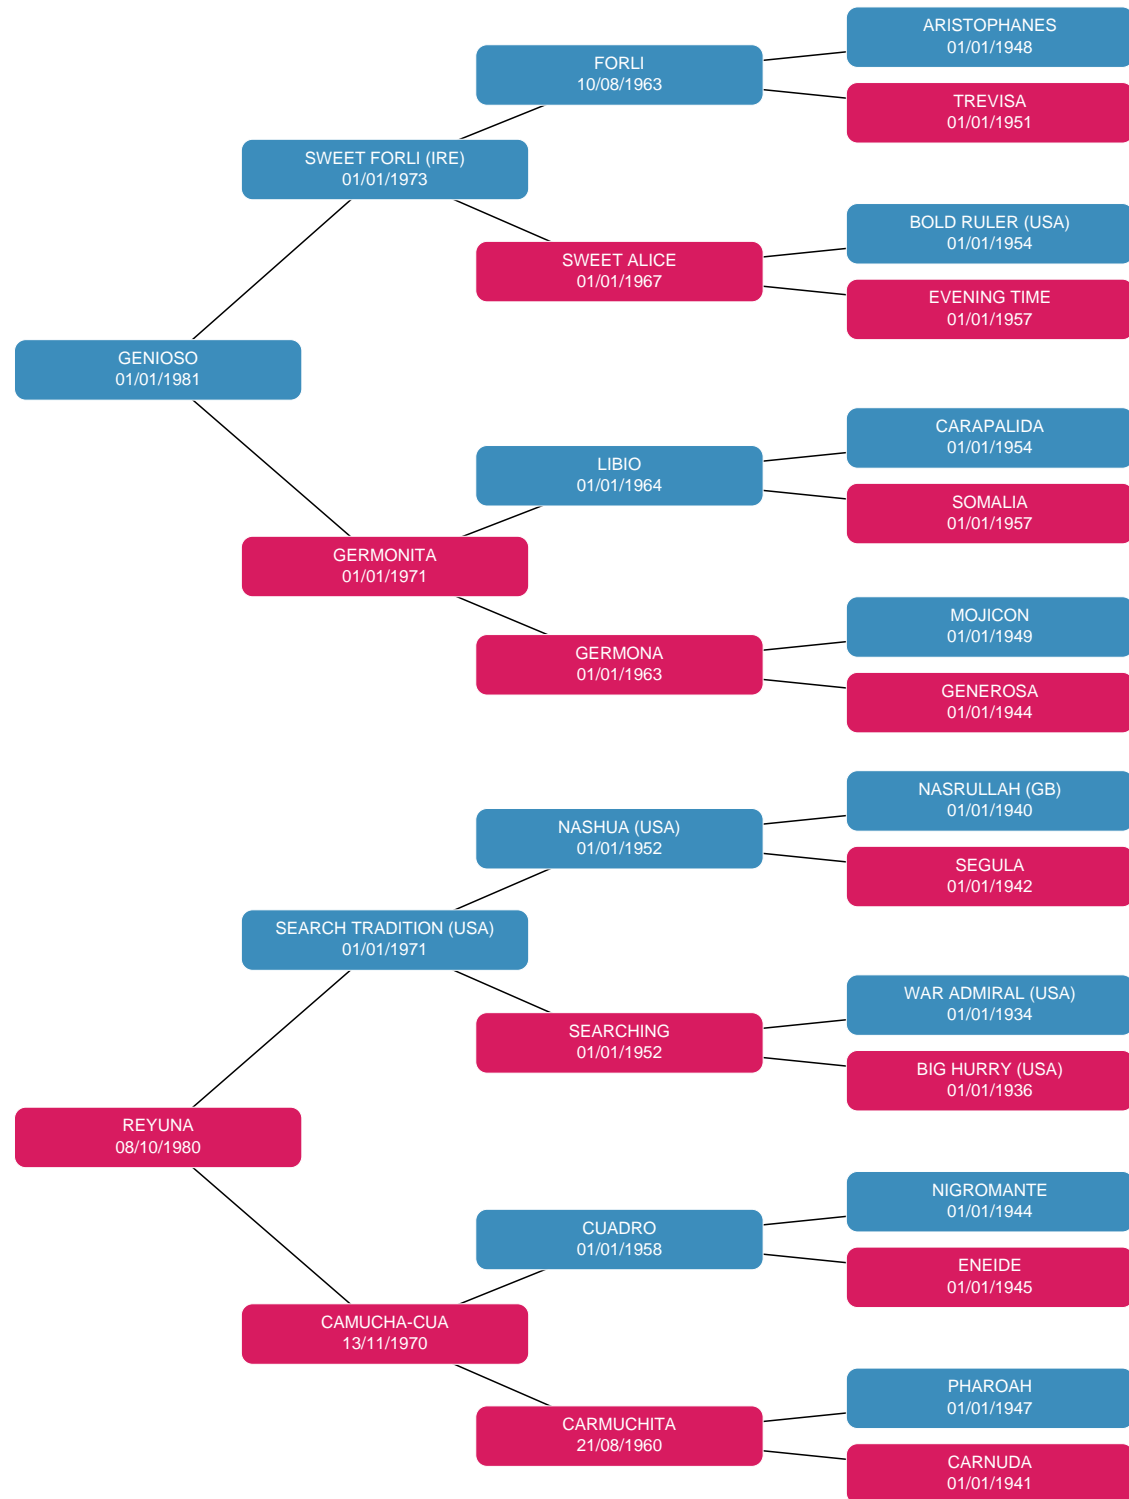 ARISTOPHANES
01/01/1948
FORLI
10/08/1963
TREVISA
01/01/1951
SWEET FORLI (IRE)
01/01/1973
BOLD RULER (USA)
01/01/1954
SWEET ALICE
01/01/1967
EVENING TIME
01/01/1957
GENIOSO
01/01/1981
CARAPALIDA
01/01/1954
LIBIO
01/01/1964
SOMALIA
01/01/1957
GERMONITA
01/01/1971
MOJICON
01/01/1949
GERMONA
01/01/1963
GENEROSA
01/01/1944
NASRULLAH (GB)
01/01/1940
NASHUA (USA)
01/01/1952
SEGULA
01/01/1942
SEARCH TRADITION (USA)
01/01/1971
WAR ADMIRAL (USA)
01/01/1934
SEARCHING
01/01/1952
BIG HURRY (USA)
01/01/1936
REYUNA
08/10/1980
NIGROMANTE
01/01/1944
CUADRO
01/01/1958
ENEIDE
01/01/1945
CAMUCHA-CUA
13/11/1970
PHAROAH
01/01/1947
CARMUCHITA
21/08/1960
CARNUDA
01/01/1941